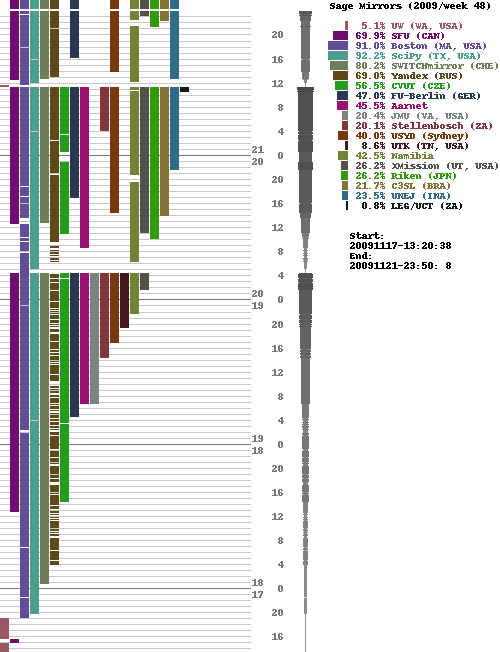 Sage Mirrors (2009/week 48)
5.1% UW (WA, USA)
69.9% SFU (CAN)
91.0% Boston (MA, USA)
92.2% SciPy (TX, USA)
80.2% SWITCHmirror (CHE)
69.0% Yandex (RUS)
56.5% CVUT (CZE)
47.0% FU-Berlin (GER)
45.5% Aarnet
20.4% JMU (VA, USA)
20.1% Stellenbosch (ZA)
40.0% USYD (Sydney)
8.6% UTK (TN, USA)
42.5% Namibia
26.2% XMission (UT, USA)
26.2% Riken (JPN)
21.7% C3SL (BRA)
23.5% UNEJ (INA)
0.8% LEG/UCT (ZA)
Start:
20091117-13:20:38
End:
20091121-23:50: 8
20
16
12
8
4
21
0
20
20
16
12
8
4
20
0
19
20
16
12
8
4
19
0
18
20
16
12
8
4
18
0
17
20
16